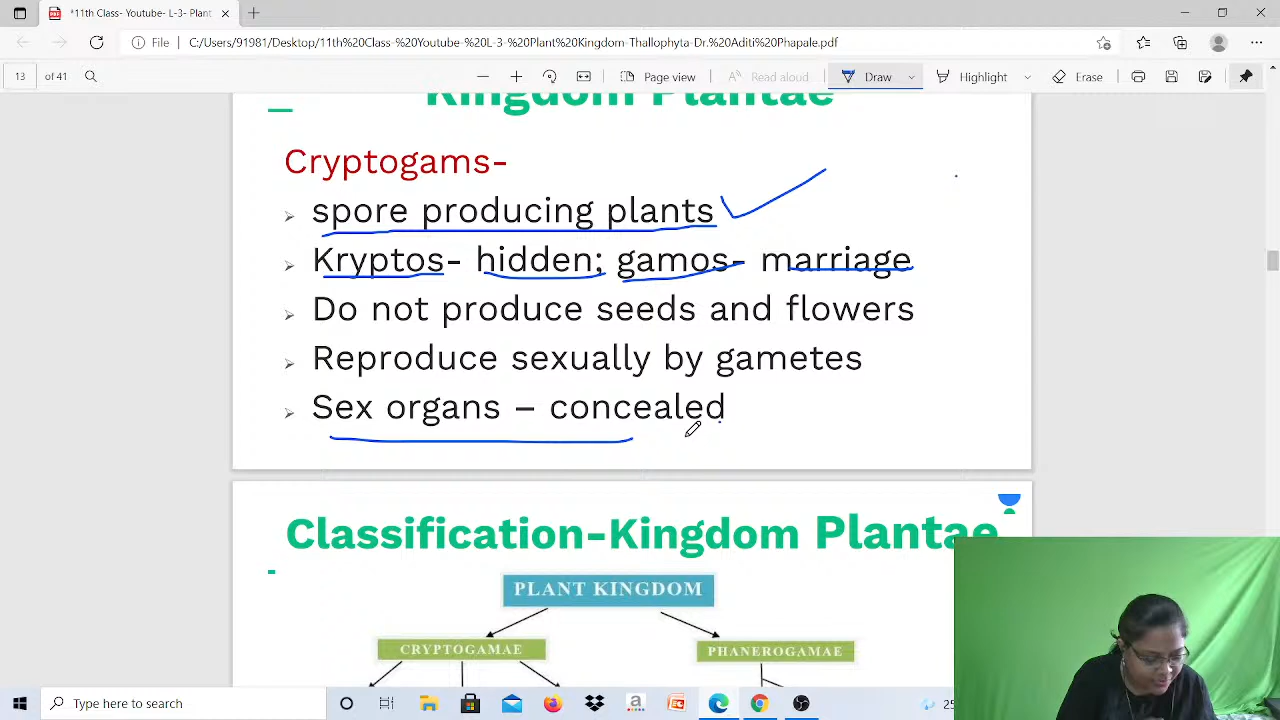 *11th Class- Youtube- L-3- Plant
File
C:/Users/91981/Desktop/11th%20Class-%20Youtube%20L-3-%20Plant%20Kingdom-Thallophyta-Dr.%20Aditi%20Phapale.pdf
13 of 41
Page view
Read aloud
Draw
Highlight
Erase
Kingdom Plantae
Cryptogams-
spore producing plants
Kryptos- hidden; gamos- marriage
Do not produce seeds and flowers
Reproduce sexually by gametes
Sex organs – concealed
Classification-Kingdom Plantae
PLANT KINGDOM
CRYPTOGAMAE
PHANEROGAMAE
Type here to search
25